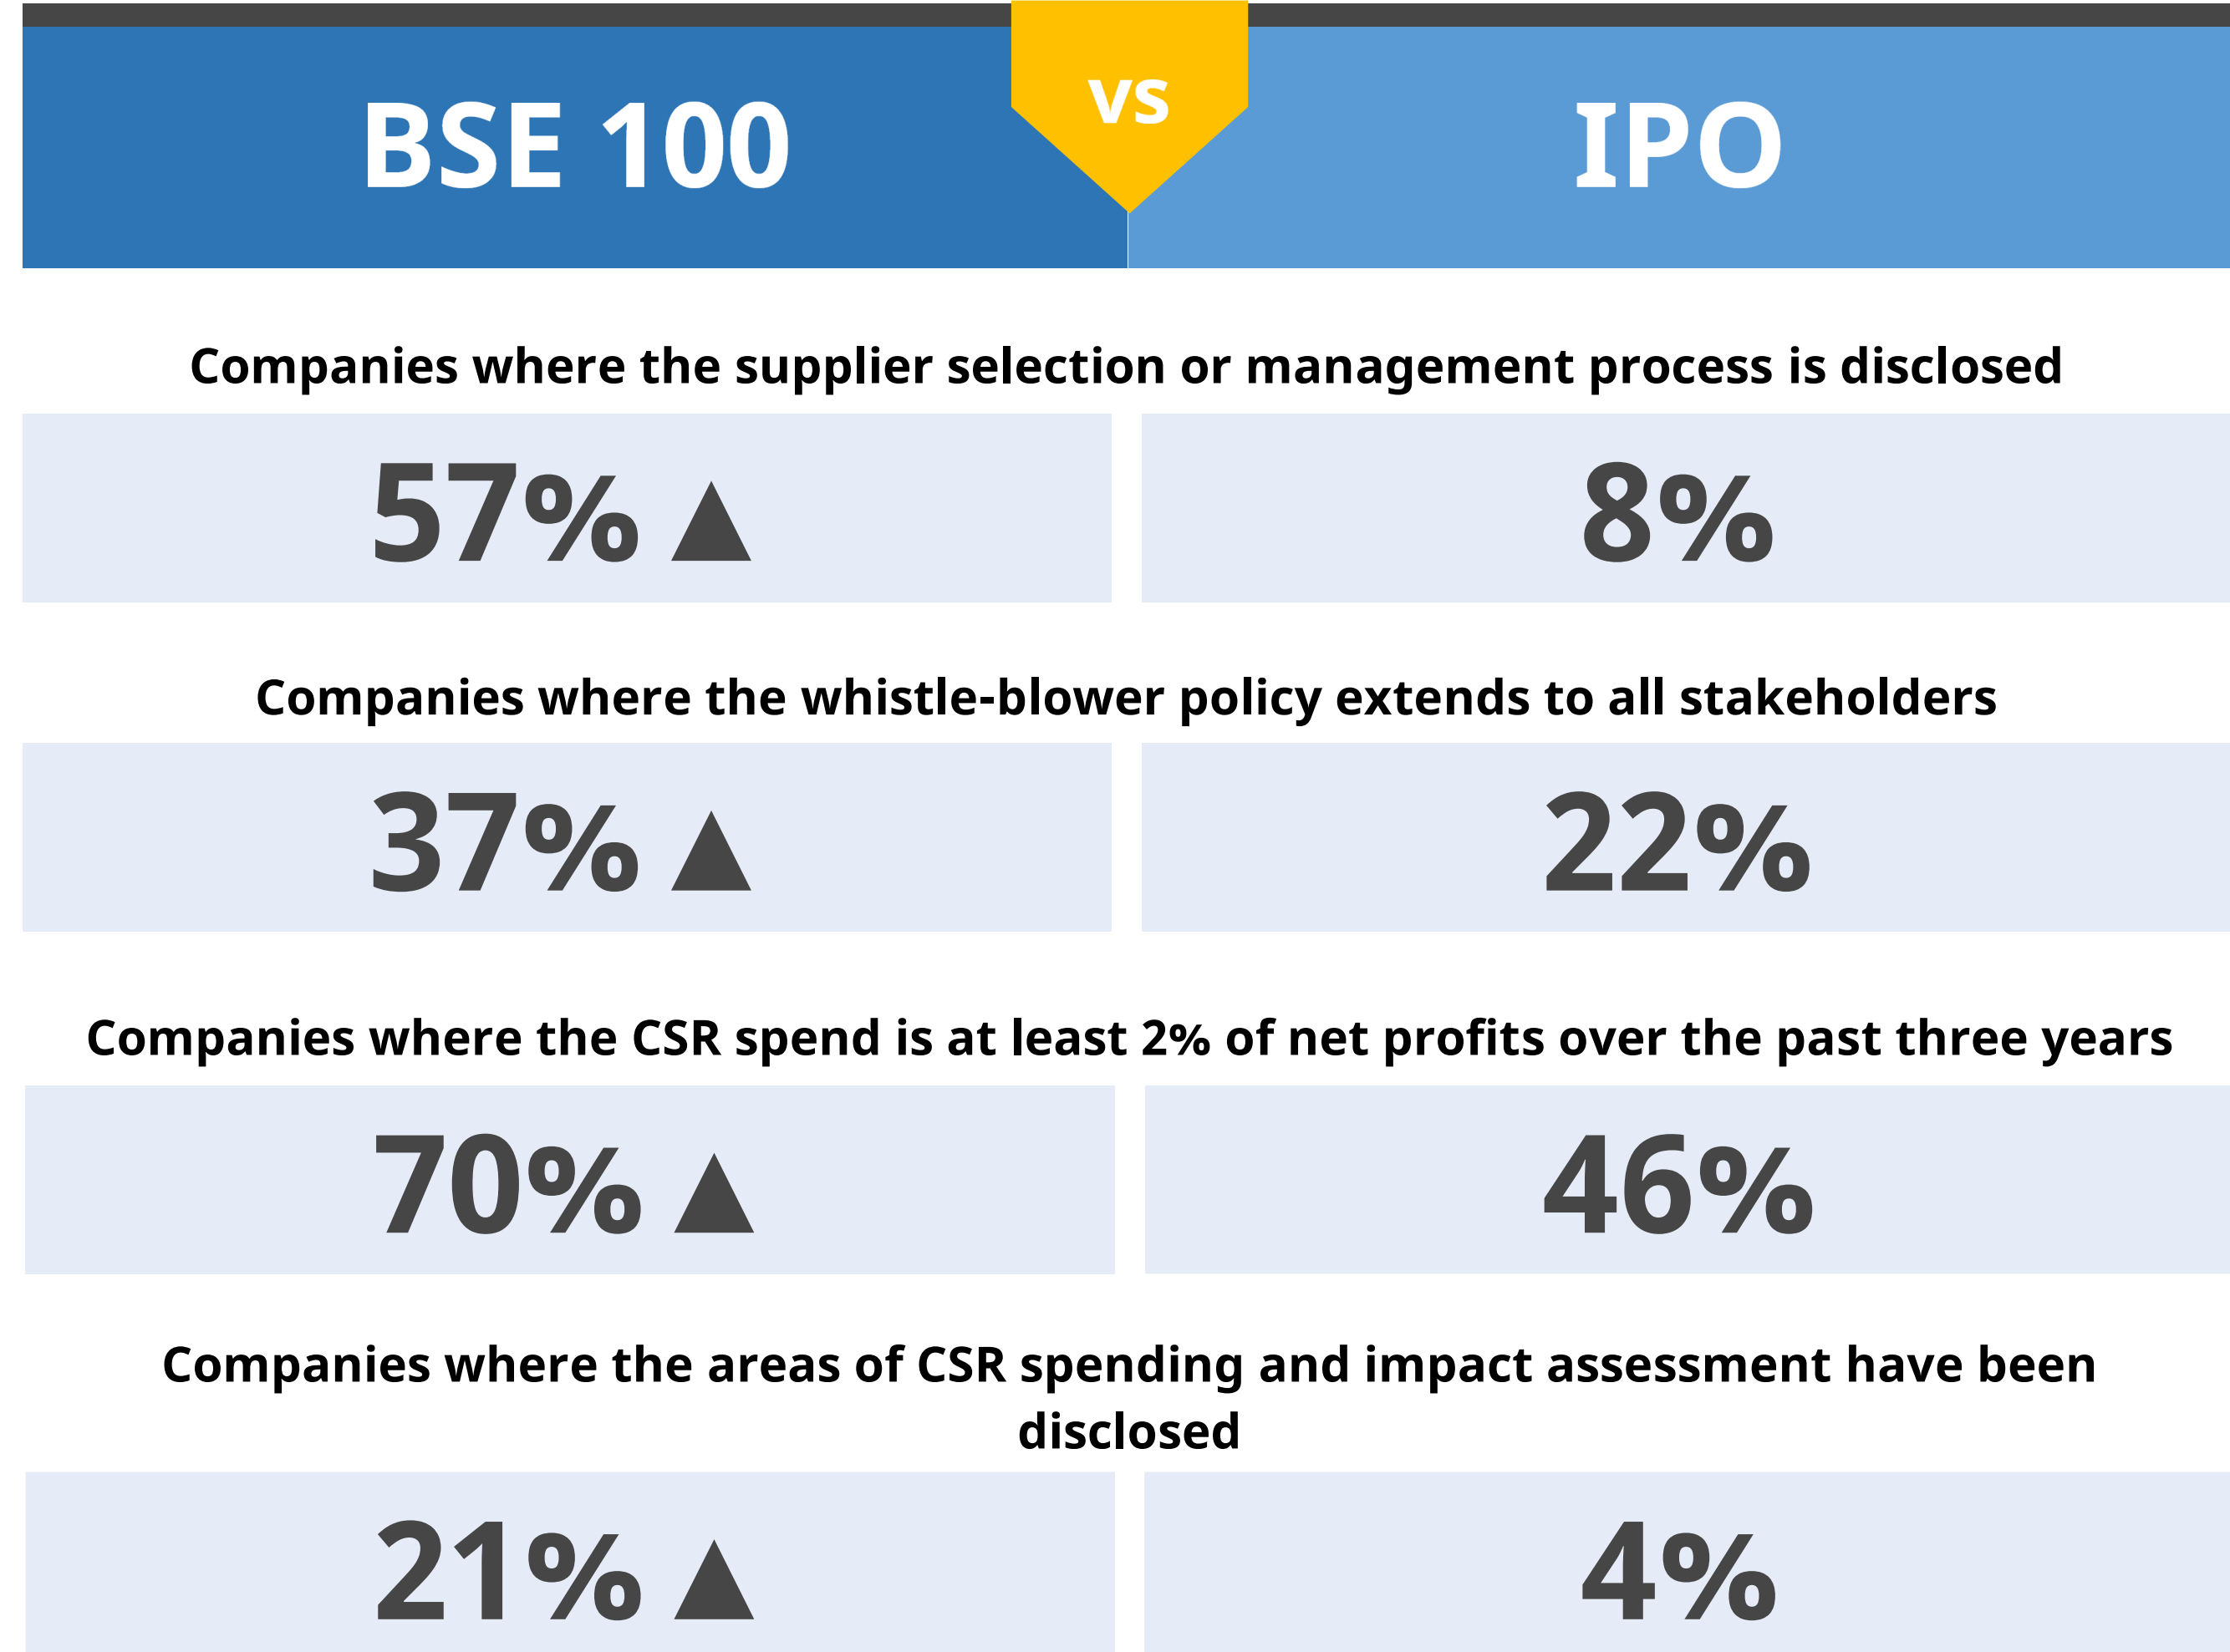 BSE 100
vs
IPO
Companies where the supplier selection or management process is disclosed
57% ▲
8%
Companies where the whistle-blower policy extends to all stakeholders
37% ▲
22%
Companies where the CSR spend is at least 2% of net profits over the past three years
70% ▲
46%
Companies where the areas of CSR spending and impact assessment have been
disclosed
21% ▲
4%